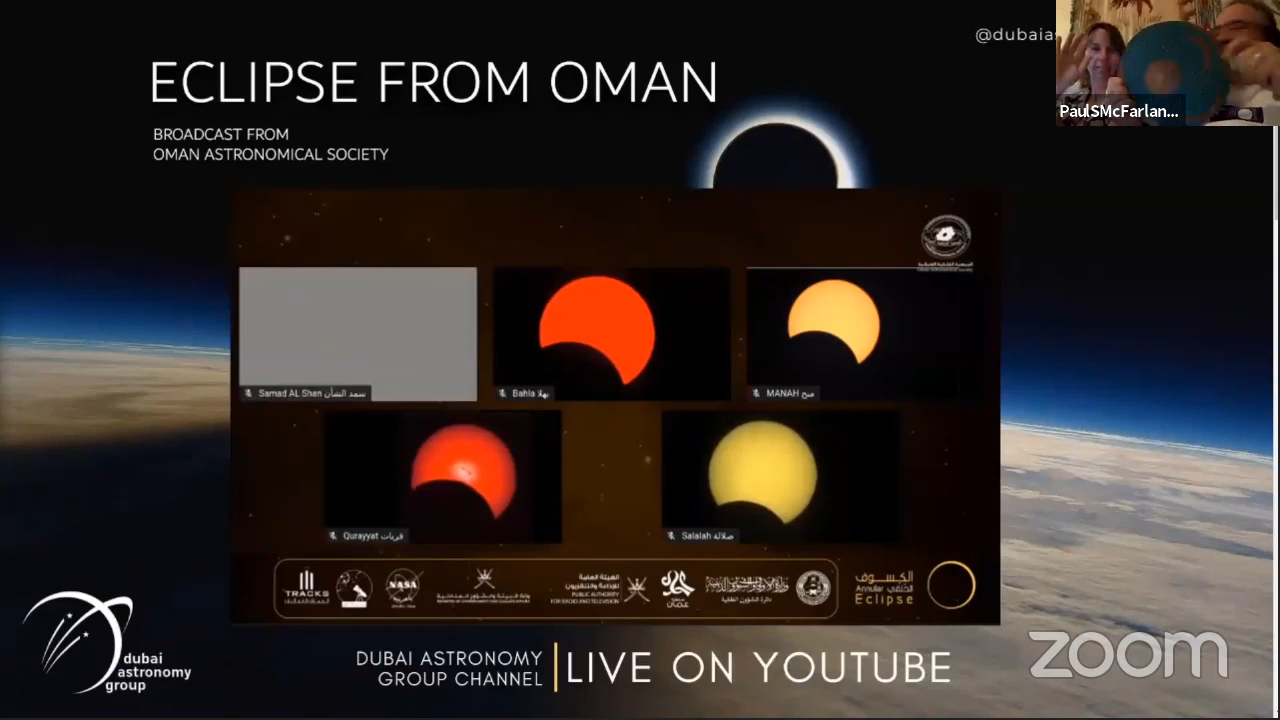 @dubaia
PaulSMcFarlan...
ECLIPSE FROM OMAN
BROADCAST FROM
OMAN ASTRONOMICAL SOCIETY
Samad AL Shan سمد الشأن
Bahla بهلا
MANAH منح
Qurayyat قريات
Salalah صلالة
TRACKS
NASA
الهيئة العامة
للإذاعة والتلفزيون
PUBLIC AUTHORITY
FOR RADIO AND TELEVISION
عمان
الكسوف
الحلقي Annular
Eclipse
dubai
astronomy
group
DUBAI ASTRONOMY
GROUP CHANNEL
LIVE ON YOUTUBE
zoom